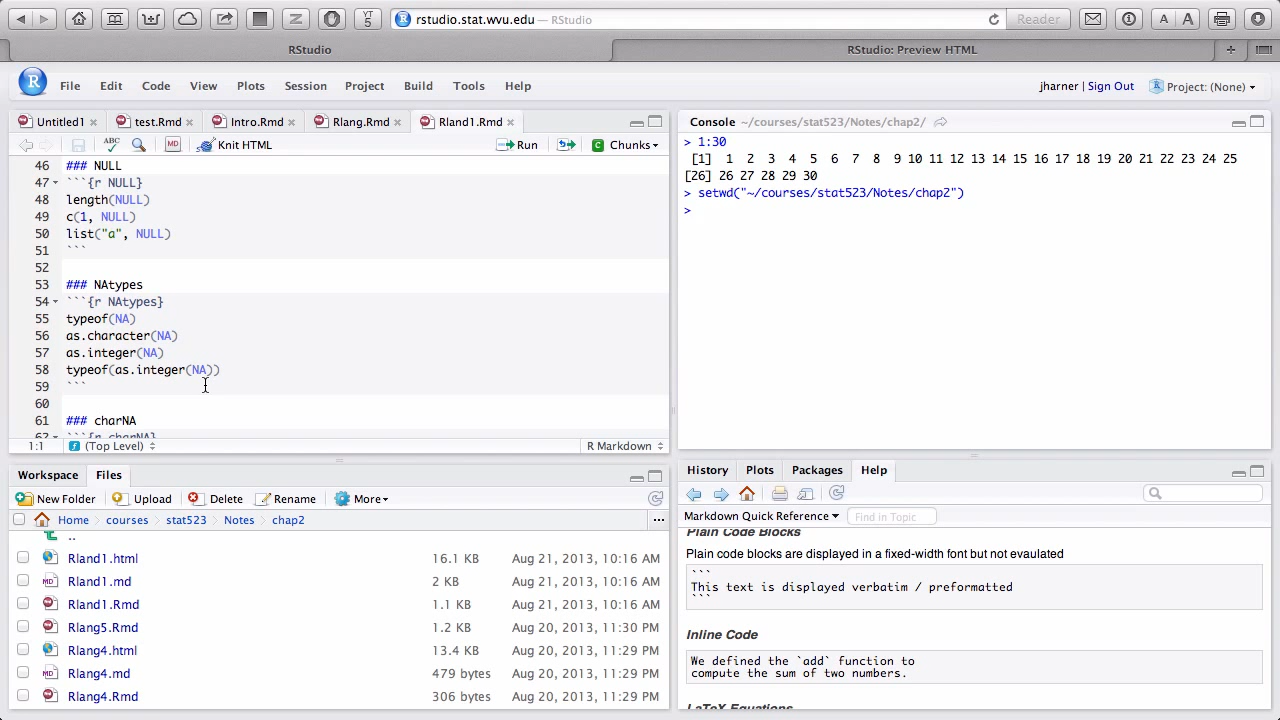 YT
5
rstudio.stat.wvu.edu — RStudio
Reader
A A
RStudio
RStudio: Preview HTML
+
R File Edit Code View Plots Session Project Build Tools Help
jharner | Sign Out Project: (None)
Untitled1 × test.Rmd × Intro.Rmd × Rlang.Rmd × Rland1.Rmd ×
ABC MD Knit HTML Run Chunks
46 ### NULL
47 ```{r NULL}
48 length(NULL)
49 c(1, NULL)
50 list("a", NULL)
51 ```
52
53 ### NAtypes
54 ```{r NAtypes}
55 typeof(NA)
56 as.character(NA)
57 as.integer(NA)
58 typeof(as.integer(NA))
59 ```
60
61 ### charNA
62 ```{r charNA}
1:1 (Top Level) R Markdown
Console ~/courses/stat523/Notes/chap2/
> 1:30
[1] 1 2 3 4 5 6 7 8 9 10 11 12 13 14 15 16 17 18 19 20 21 22 23 24 25
[26] 26 27 28 29 30
> setwd("~/courses/stat523/Notes/chap2")
>
Workspace Files
New Folder Upload Delete Rename More
Home courses stat523 Notes chap2 ...
..
Rland1.html 16.1 KB Aug 21, 2013, 10:16 AM
Rland1.md 2 KB Aug 21, 2013, 10:16 AM
Rland1.Rmd 1.1 KB Aug 21, 2013, 10:16 AM
Rlang5.Rmd 1.2 KB Aug 20, 2013, 11:30 PM
Rlang4.html 13.4 KB Aug 20, 2013, 11:29 PM
Rlang4.md 479 bytes Aug 20, 2013, 11:29 PM
Rlang4.Rmd 306 bytes Aug 20, 2013, 11:29 PM
History Plots Packages Help
Markdown Quick Reference Find in Topic
Plain Code Blocks
Plain code blocks are displayed in a fixed-width font but not evaulated
```
This text is displayed verbatim / preformatted
```
Inline Code
We defined the `add` function to
compute the sum of two numbers.
LaTeX Equations